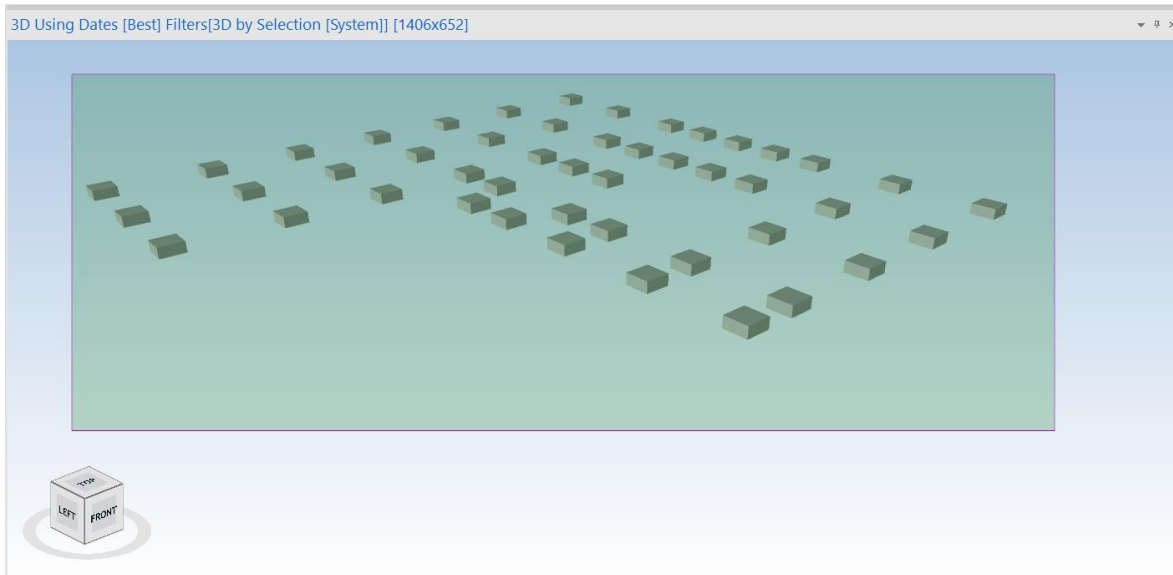 3D Using Dates [Best] Filters[3D by Selection [System]] [1406x652]
TOP
LEFT
FRONT